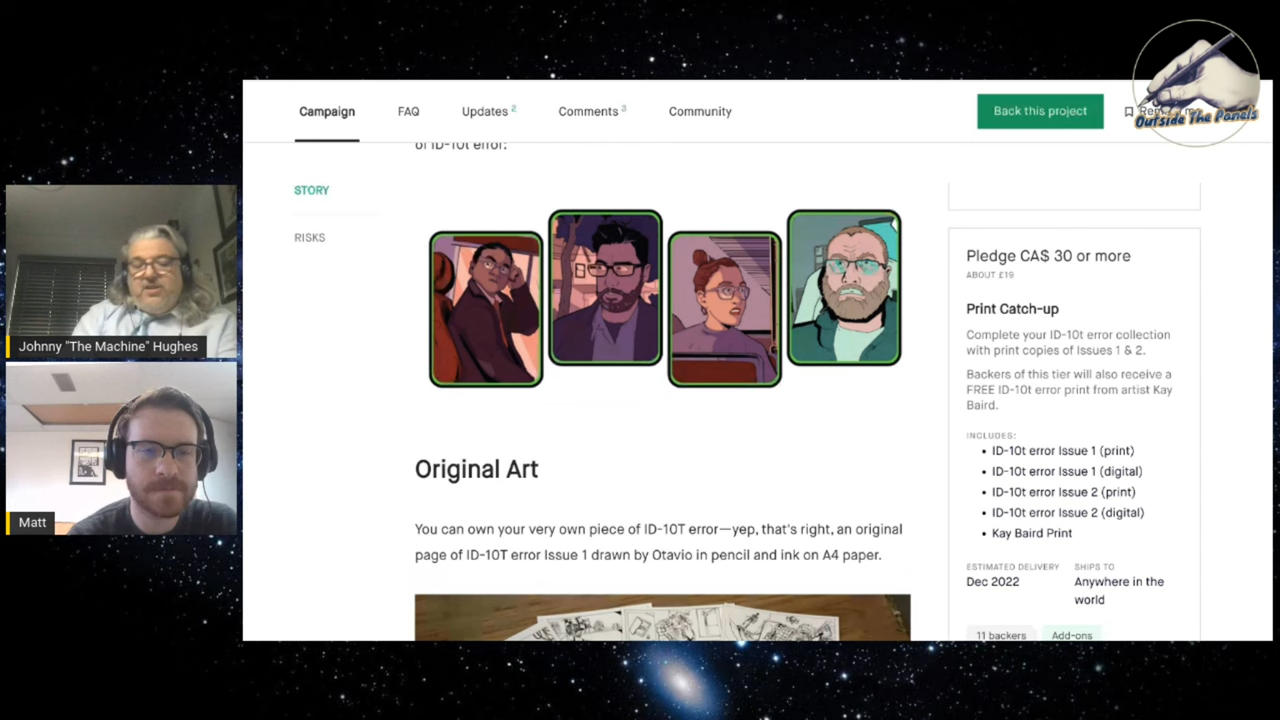 Campaign
FAQ
Updates 2
Comments 3
Community
Back this project
Outside The Panels
of ID-10t error:
STORY
RISKS
Pledge CA$ 30 or more
ABOUT £19
Print Catch-up
Complete your ID-10t error collection
with print copies of Issues 1 & 2.
Backers of this tier will also receive a
FREE ID-10t error print from artist Kay
Baird.
INCLUDES:
• ID-10t error Issue 1 (print)
• ID-10t error Issue 1 (digital)
• ID-10t error Issue 2 (print)
• ID-10t error Issue 2 (digital)
• Kay Baird Print
ESTIMATED DELIVERY
Dec 2022
SHIPS TO
Anywhere in the
world
11 backers
Add-ons
Original Art
You can own your very own piece of ID-10T error—yep, that's right, an original
page of ID-10T error Issue 1 drawn by Otavio in pencil and ink on A4 paper.
Johnny "The Machine" Hughes
Matt